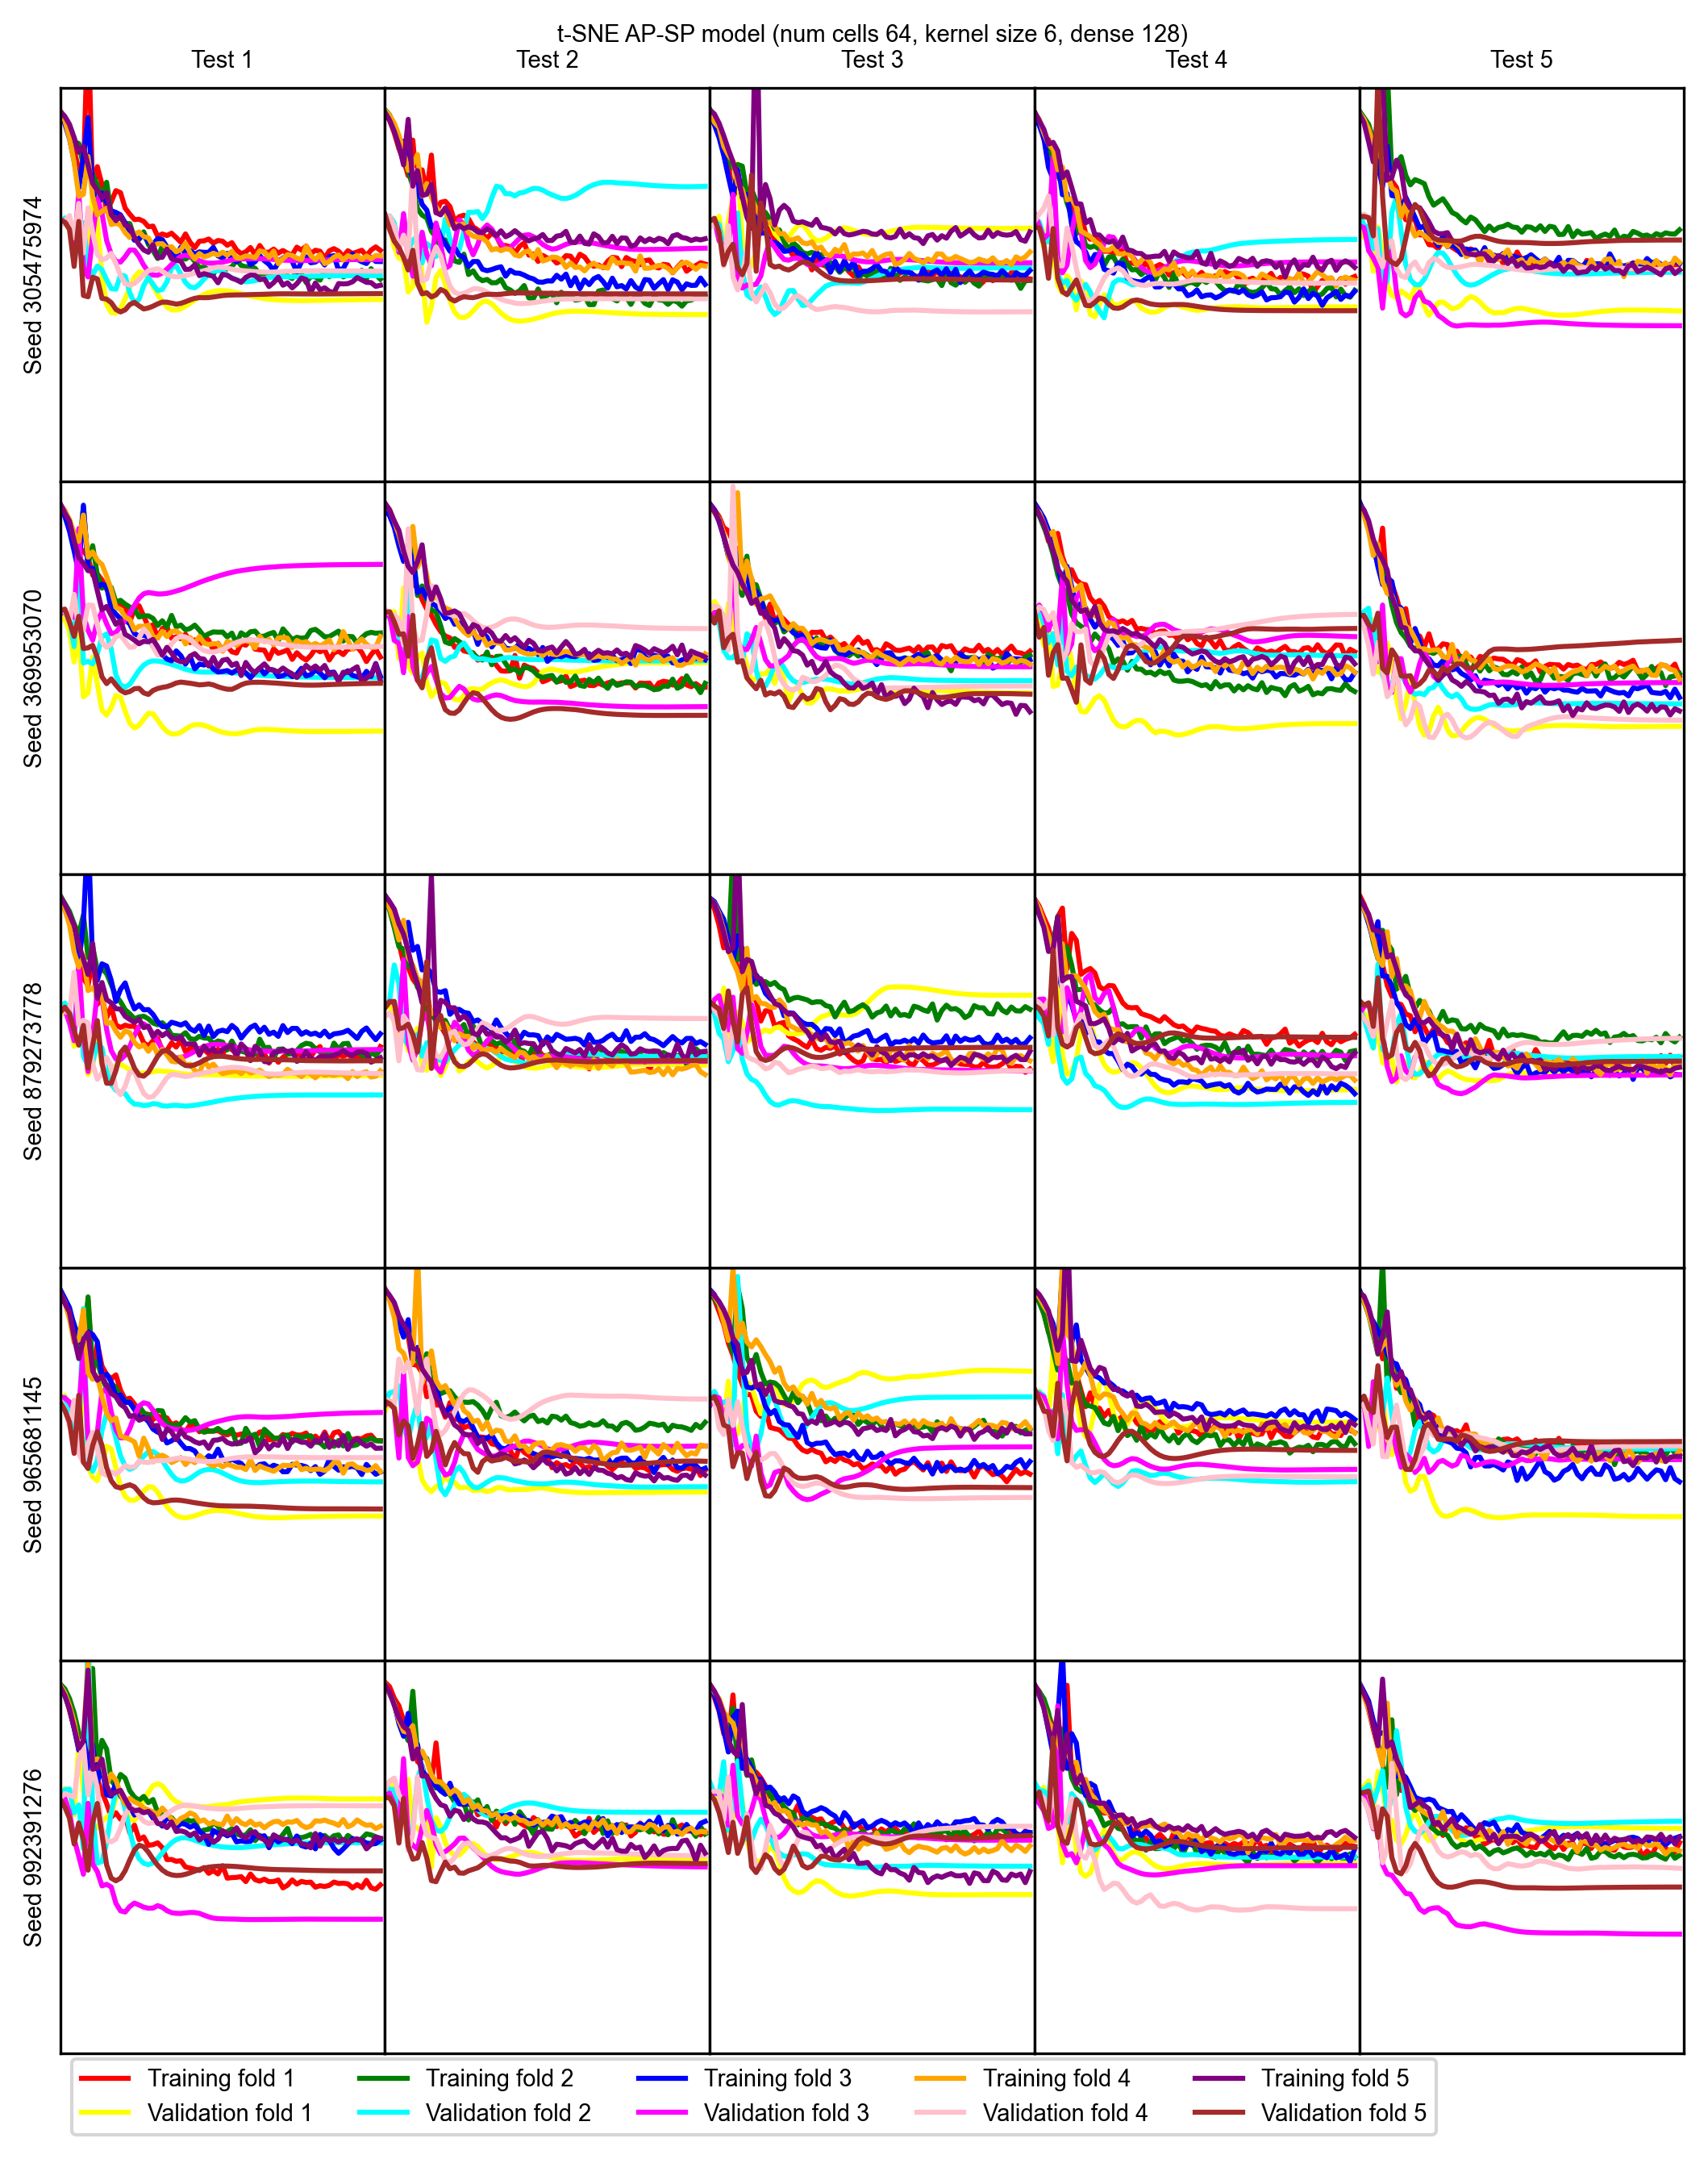 t-SNE AP-SP model (num cells 64, kernel size 6, dense 128)
Test 1 Test 2 Test 3 Test 4 Test 5
Seed 3054475974
Seed 3699953070
Seed 879273778
Seed 965681145
Seed 992391276
Training fold 1 Training fold 2 Training fold 3 Training fold 4 Training fold 5
Validation fold 1 Validation fold 2 Validation fold 3 Validation fold 4 Validation fold 5